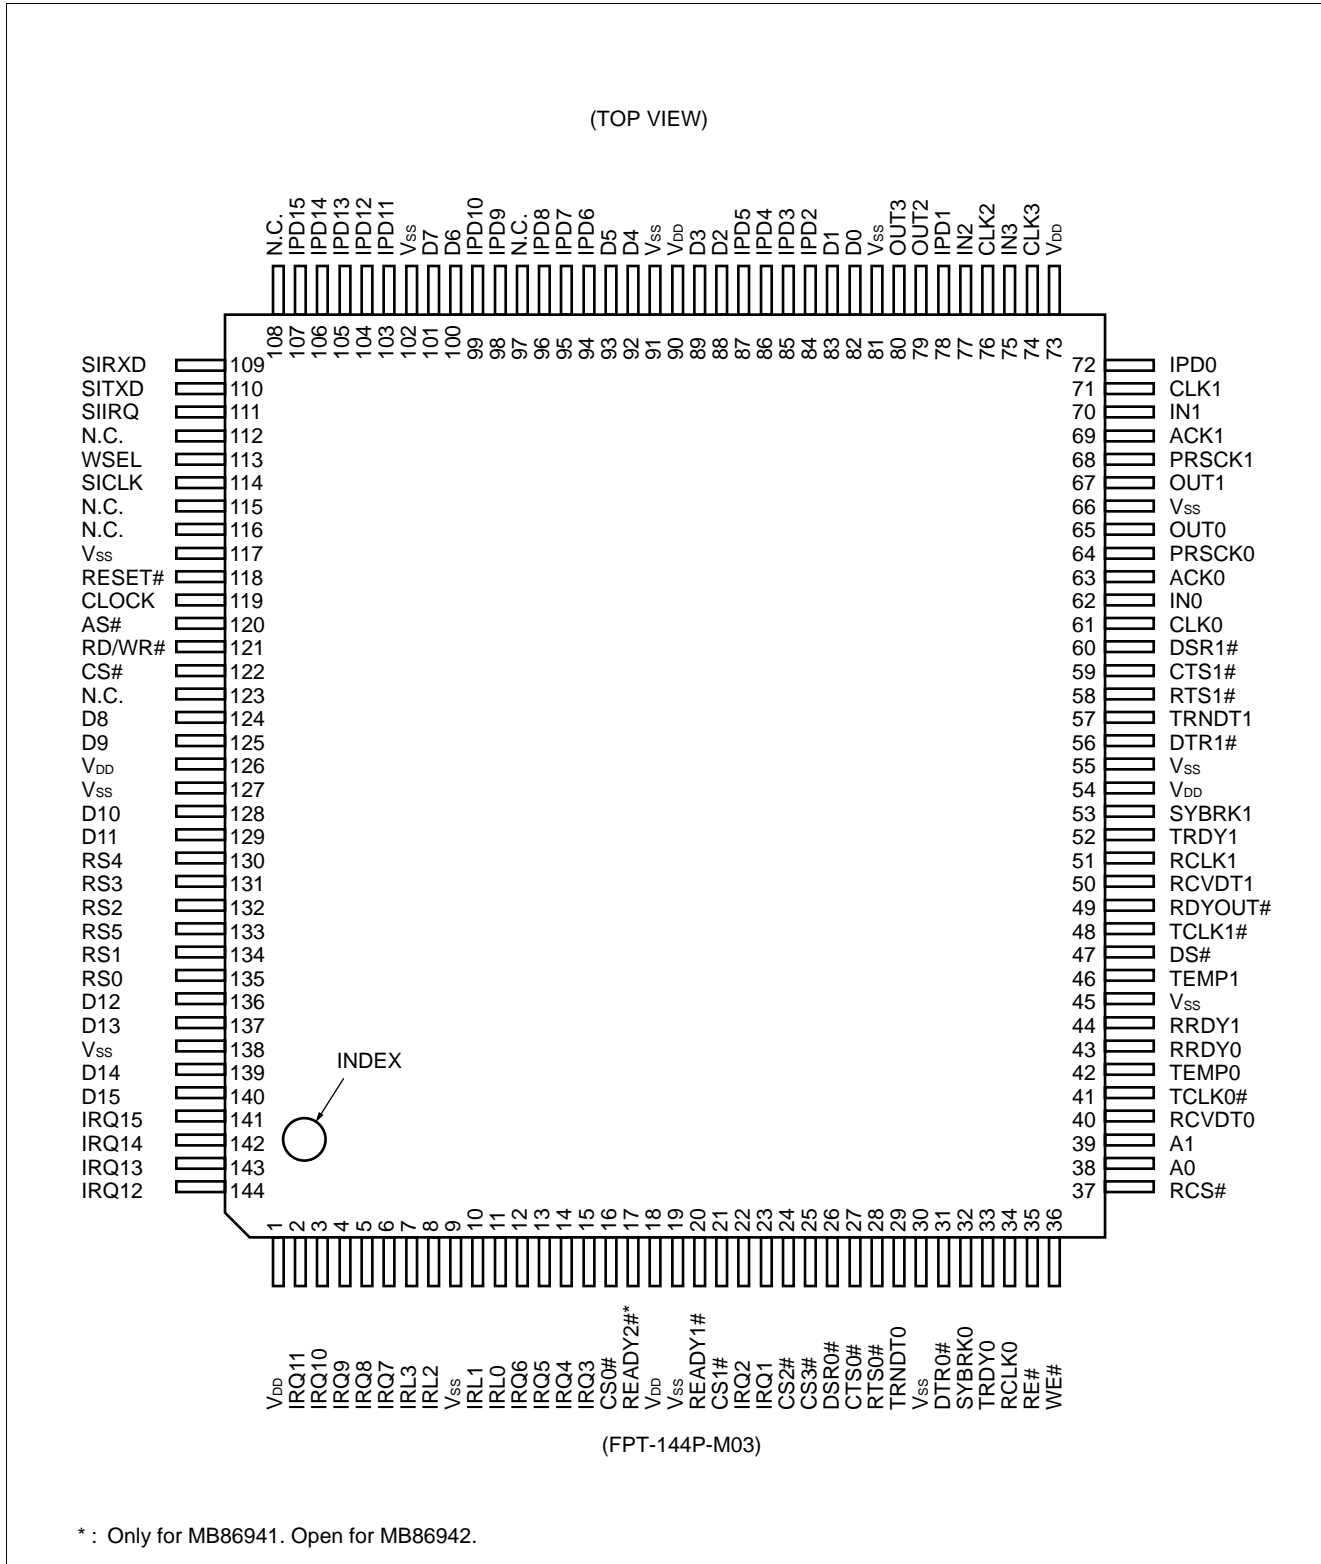 (TOP VIEW)
N.C.
IPD15
IPD14
IPD13
IPD12
IPD11
Vss
D7
D6
IPD10
IPD9
N.C.
IPD8
IPD7
IPD6
D5
D4
Vss
VDD
D3
D2
IPD5
IPD4
IPD3
IPD2
D1
D0
Vss
OUT3
OUT2
IPD1
IN2
CLK2
IN3
CLK3
VDD
108
107
106
105
104
103
102
101
100
99
98
97
96
95
94
93
92
91
90
89
88
87
86
85
84
83
82
81
80
79
78
77
76
75
74
73
SIRXD 109
SITXD 110
SIIRQ 111
N.C. 112
WSEL 113
SICLK 114
N.C. 115
N.C. 116
Vss 117
RESET# 118
CLOCK 119
AS# 120
RD/WR# 121
CS# 122
N.C. 123
D8 124
D9 125
VDD 126
Vss 127
D10 128
D11 129
RS4 130
RS3 131
RS2 132
RS5 133
RS1 134
RS0 135
D12 136
D13 137
Vss 138
D14 139
D15 140
IRQ15 141
IRQ14 142
IRQ13 143
IRQ12 144
72 IPD0
71 CLK1
70 IN1
69 ACK1
68 PRSCK1
67 OUT1
66 Vss
65 OUT0
64 PRSCK0
63 ACK0
62 IN0
61 CLK0
60 DSR1#
59 CTS1#
58 RTS1#
57 TRNDT1
56 DTR1#
55 Vss
54 VDD
53 SYBRK1
52 TRDY1
51 RCLK1
50 RCVDT1
49 RDYOUT#
48 TCLK1#
47 DS#
46 TEMP1
45 Vss
44 RRDY1
43 RRDY0
42 TEMP0
41 TCLK0#
40 RCVDT0
39 A1
38 A0
37 RCS#
INDEX
1
2
3
4
5
6
7
8
9
10
11
12
13
14
15
16
17
18
19
20
21
22
23
24
25
26
27
28
29
30
31
32
33
34
35
36
VDD
IRQ11
IRQ10
IRQ9
IRQ8
IRQ7
IRL3
IRL2
Vss
IRL1
IRL0
IRQ6
IRQ5
IRQ4
IRQ3
CS0#
READY2#*
VDD
Vss
READY1#
CS1#
IRQ2
IRQ1
CS2#
CS3#
DSR0#
CTS0#
RTS0#
TRNDT0
Vss
DTR0#
SYBRK0
TRDY0
RCLK0
RE#
WE#
(FPT-144P-M03)
* : Only for MB86941. Open for MB86942.